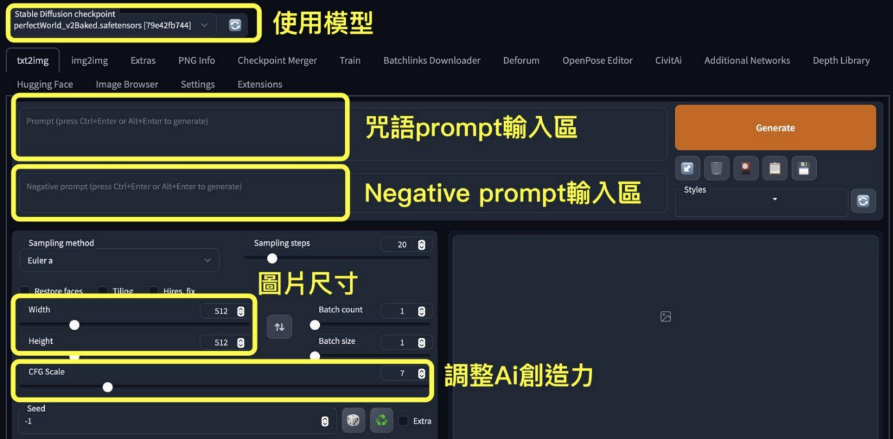 Stable Diffusion checkpoint
perfectWorld_v2Baked.safetensors [79e42fb744]
使用模型
txt2img img2img Extras PNG Info Checkpoint Merger Train Batchlinks Downloader Deforum OpenPose Editor CivitAi Additional Networks Depth Library
Hugging Face Image Browser Settings Extensions
Prompt (press Ctrl+Enter or Alt+Enter to generate)
咒語prompt輸入區
Generate
Negative prompt (press Ctrl+Enter or Alt+Enter to generate)
Negative prompt輸入區
Styles
Sampling method
Euler a
Sampling steps
20
Restore faces Tiling Hires. fix
圖片尺寸
Width 512
Batch count 1
Height 512
Batch size 1
CFG Scale 7
調整Ai創造力
Seed
-1
Extra